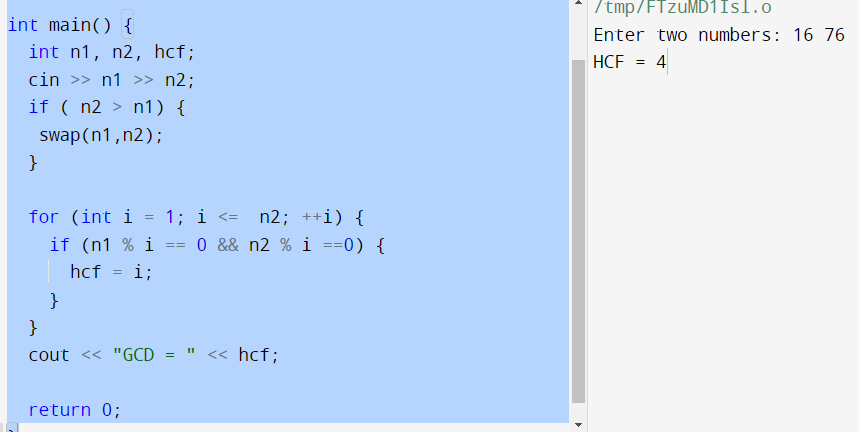 int main() {
int n1, n2, hcf;
cin >> n1 >> n2;
if ( n2 > n1) {
swap(n1,n2);
}
for (int i = 1; i <=  n2; ++i) {
if (n1 % i == 0 && n2 % i ==0) {
hcf = i;
}
}
cout << "GCD = " << hcf;
return 0;
}
/tmp/FTzuMD1Isl.o
Enter two numbers: 16 76
HCF = 4